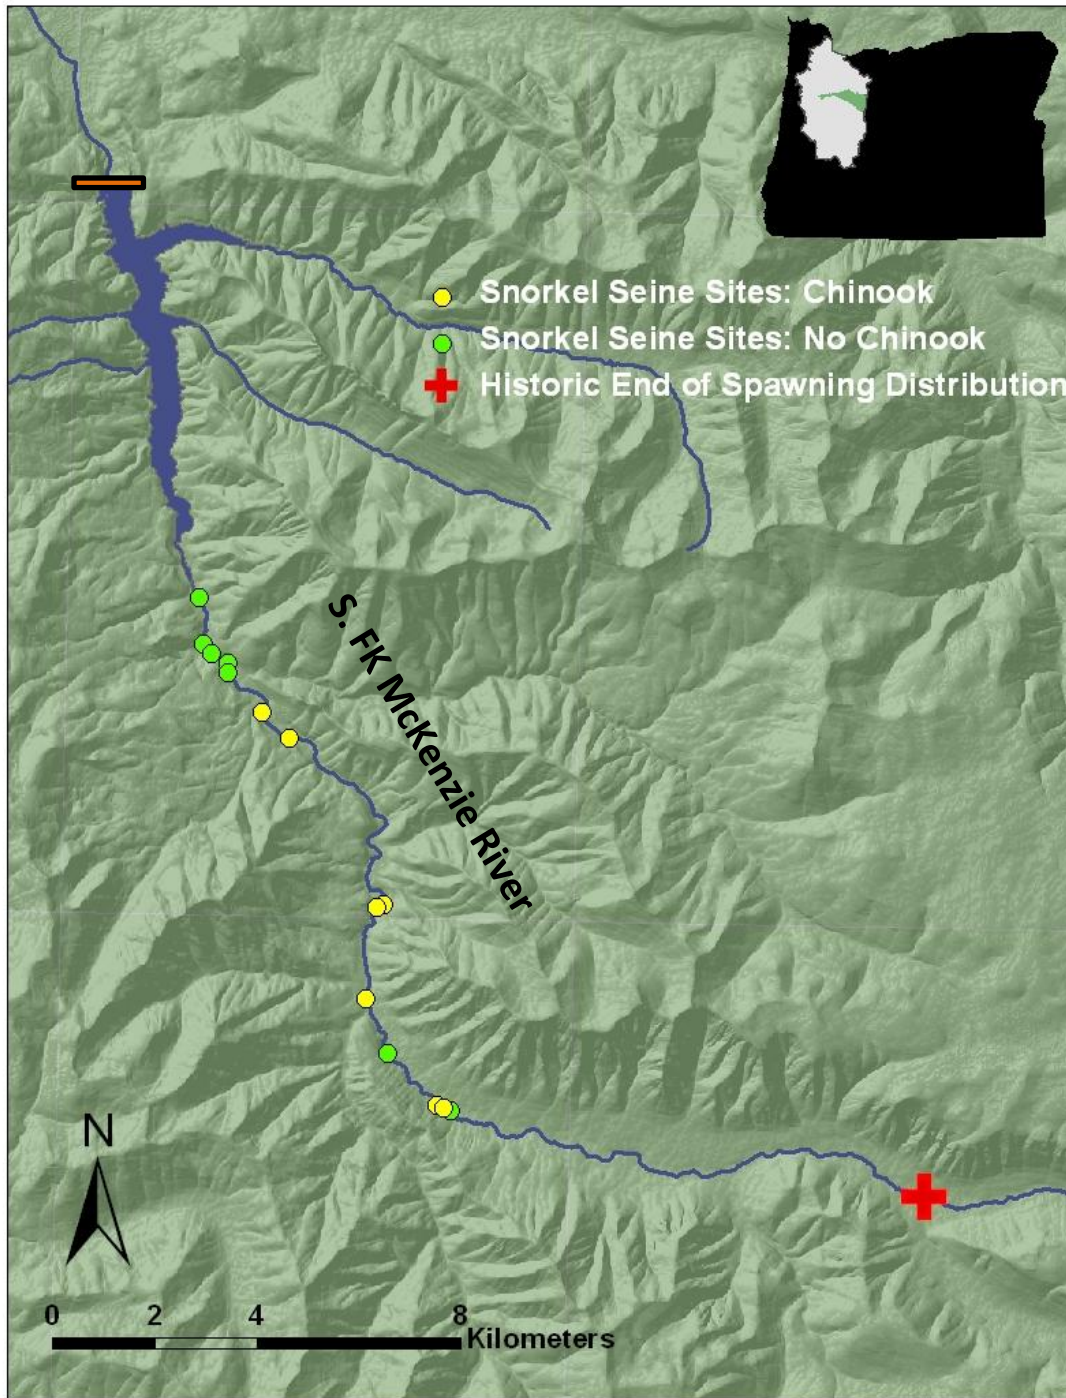 Snorkel Seine Sites: Chinook
Snorkel Seine Sites: No Chinook
Historic End of Spawning Distribution
S. FK McKenzie River
N
0 2 4 8
Kilometers